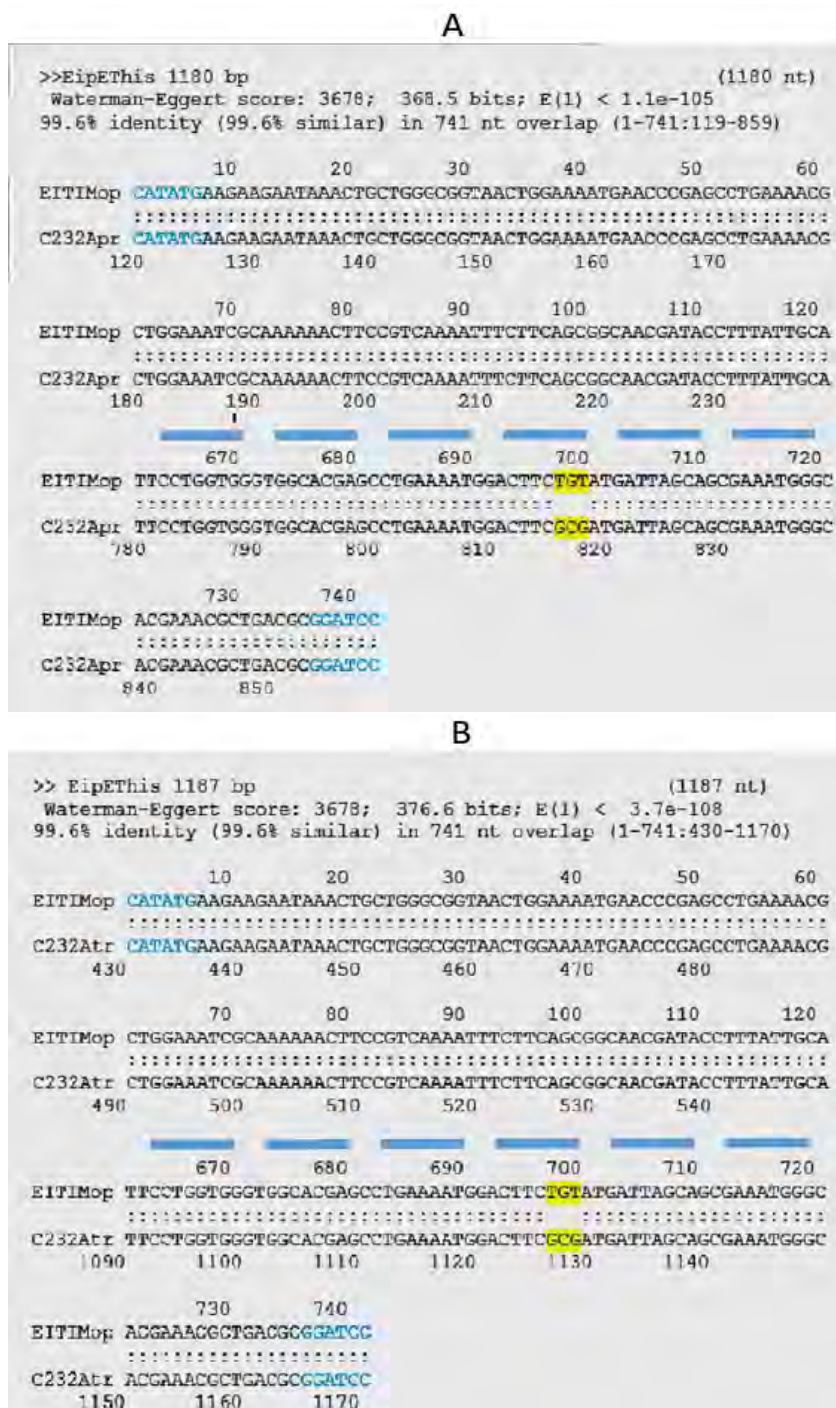 A
>>EipEThis 1180 bp (1180 nt)
Waterman-Eggert score: 3678; 368.5 bits; E(1) < 1.1e-105
99.6% identity (99.6% similar) in 741 nt overlap (1-741:119-859)
10 20 30 40 50 60
EITIMop CATATGAAGAAGAATAAACTGCTGGGCGGTAACTGGAAAATGAACCCGAGCCTGAAAACG
::::::::::::::::::::::::::::::::::::::::::::::::::::::::::::
C232Apr CATATGAAGAAGAATAAACTGCTGGGCGGTAACTGGAAAATGAACCCGAGCCTGAAAACG
120 130 140 150 160 170
70 80 90 100 110 120
EITIMop CTGGAAATCGCAAAAAACTTCCGTCAAAATTTCTTCAGCGGCAACGATACCTTTATTGCA
::::::::::::::::::::::::::::::::::::::::::::::::::::::::::::
C232Apr CTGGAAATCGCAAAAAACTTCCGTCAAAATTTCTTCAGCGGCAACGATACCTTTATTGCA
180 190 200 210 220 230
670 680 690 700 710 720
EITIMop TTCCTGGTGGGTGGCACGAGCCTGAAAATGGACTTCTGTATGATTAGCAGCGAAATGGGC
:::::::::::::::::::::::::::::::::::: :::::::::::::::::::::
C232Apr TTCCTGGTGGGTGGCACGAGCCTGAAAATGGACTTCGCGATGATTAGCAGCGAAATGGGC
780 790 800 810 820 830
730 740
EITIMop ACGAAACGCTGACGCGGATCC
:::::::::::::::::::::
C232Apr ACGAAACGCTGACGCGGATCC
840 850
B
>> EipEThis 1187 bp (1187 nt)
Waterman-Eggert score: 3678; 376.6 bits; E(1) < 3.7e-108
99.6% identity (99.6% similar) in 741 nt overlap (1-741:430-1170)
10 20 30 40 50 60
EITIMop CATATGAAGAAGAATAAACTGCTGGGCGGTAACTGGAAAATGAACCCGAGCCTGAAAACG
::::::::::::::::::::::::::::::::::::::::::::::::::::::::::::
C232Atr CATATGAAGAAGAATAAACTGCTGGGCGGTAACTGGAAAATGAACCCGAGCCTGAAAACG
430 440 450 460 470 480
70 80 90 100 110 120
EITIMop CTGGAAATCGCAAAAAACTTCCGTCAAAATTTCTTCAGCGGCAACGATACCTTTATTGCA
::::::::::::::::::::::::::::::::::::::::::::::::::::::::::::
C232Atr CTGGAAATCGCAAAAAACTTCCGTCAAAATTTCTTCAGCGGCAACGATACCTTTATTGCA
490 500 510 520 530 540
670 680 690 700 710 720
EITIMop TTCCTGGTGGGTGGCACGAGCCTGAAAATGGACTTCTGTATGATTAGCAGCGAAATGGGC
:::::::::::::::::::::::::::::::::::: :::::::::::::::::::::
C232Atr TTCCTGGTGGGTGGCACGAGCCTGAAAATGGACTTCGCGATGATTAGCAGCGAAATGGGC
1090 1100 1110 1120 1130 1140
730 740
EITIMop ACGAAACGCTGACGCGGATCC
:::::::::::::::::::::
C232Atr ACGAAACGCTGACGCGGATCC
1150 1160 1170